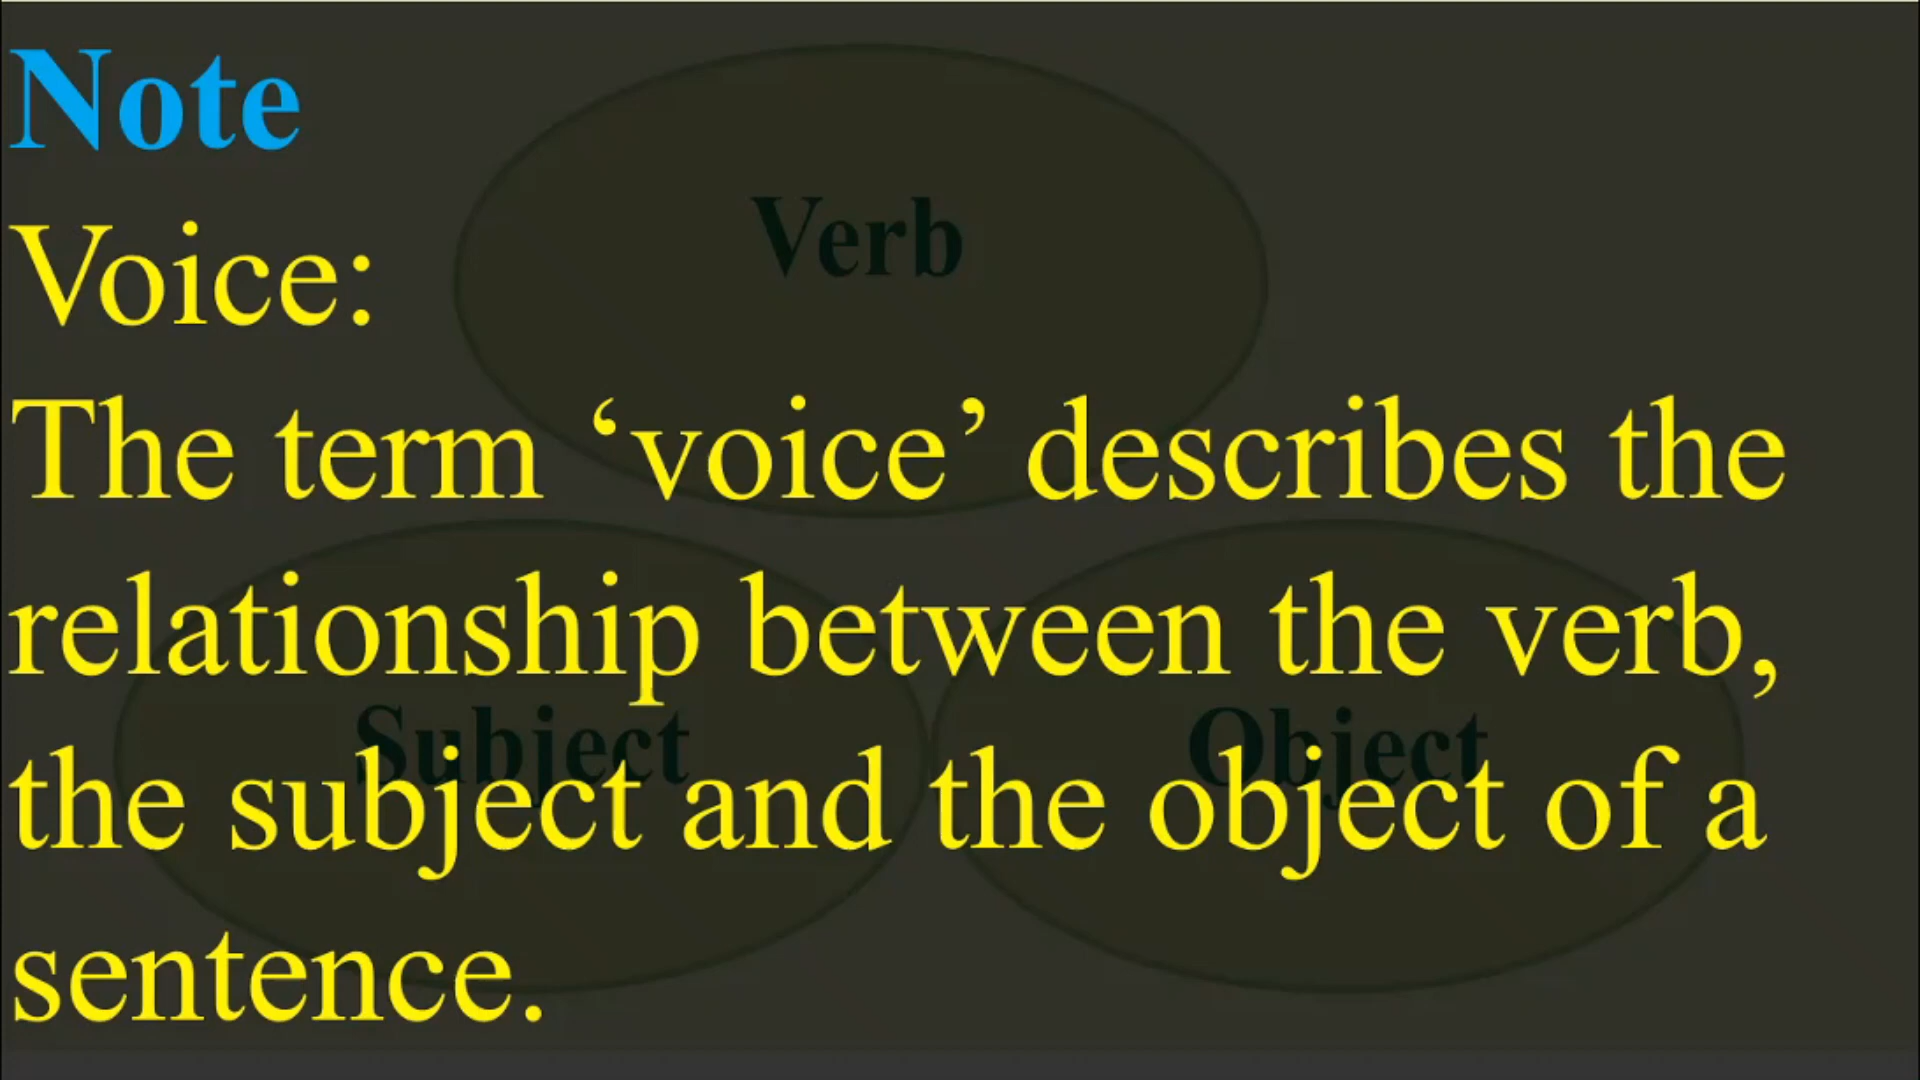 Note
Verb
Voice:
The term ‘voice’ describes the
relationship between the verb,
Subject Object
the subject and the object of a
sentence.